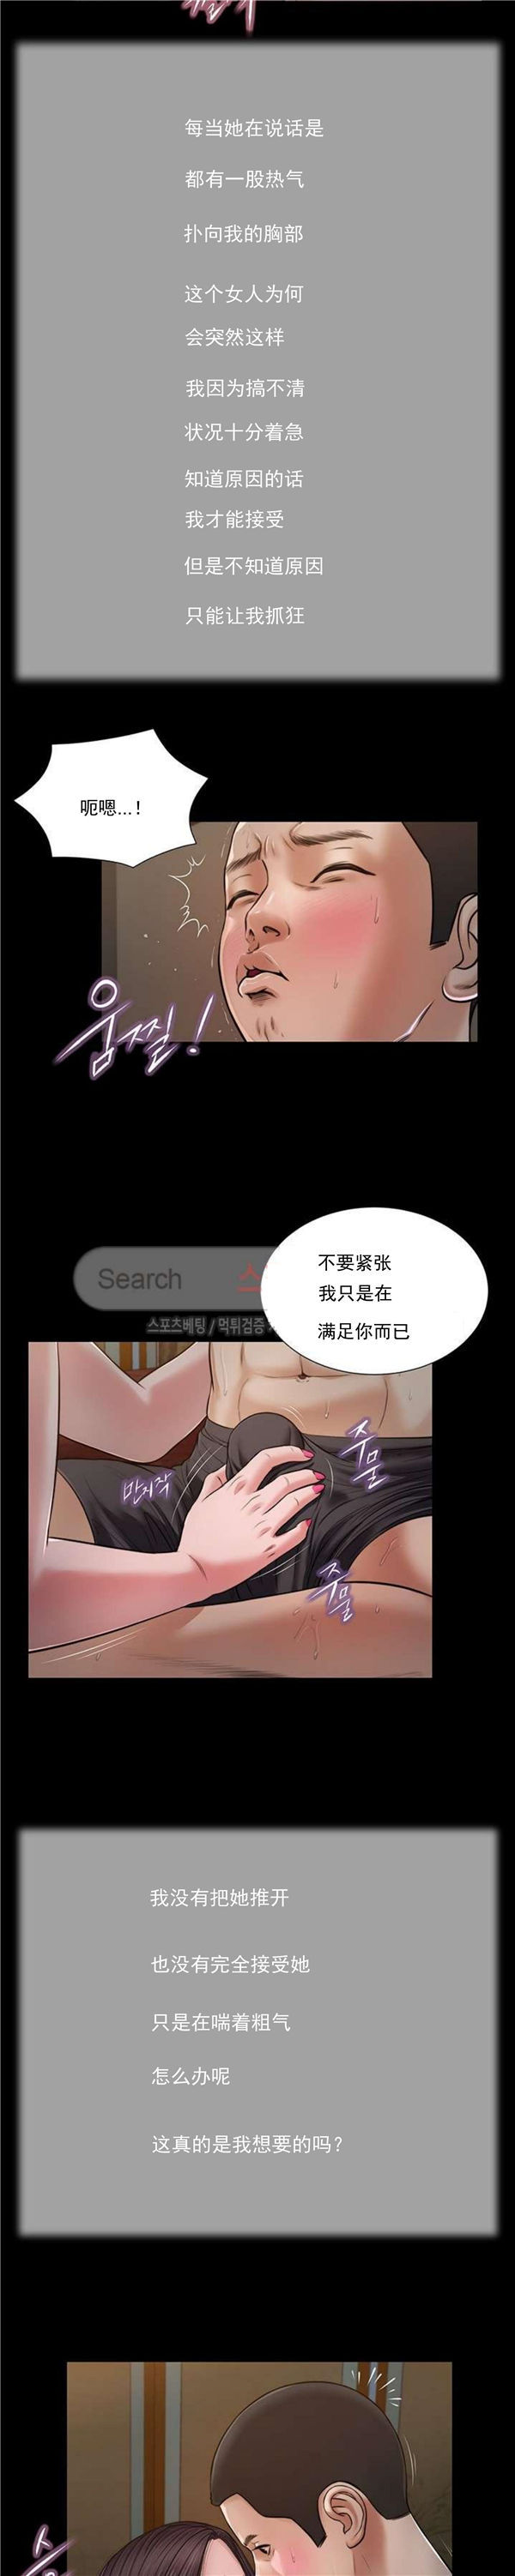 每当她在说话是
都有一股热气
扑向我的胸部
这个女人为何
会突然这样
我因为搞不清
状况十分着急
知道原因的话
我才能接受
但是不知道原因
只能让我抓狂
呃嗯...!
움찔!
不要紧张
我只是在
满足你而已
Search
스포츠베팅 / 먹튀검증
주물
만지작
주물
我没有把她推开
也没有完全接受她
只是在喘着粗气
怎么办呢
这真的是我想要的吗?